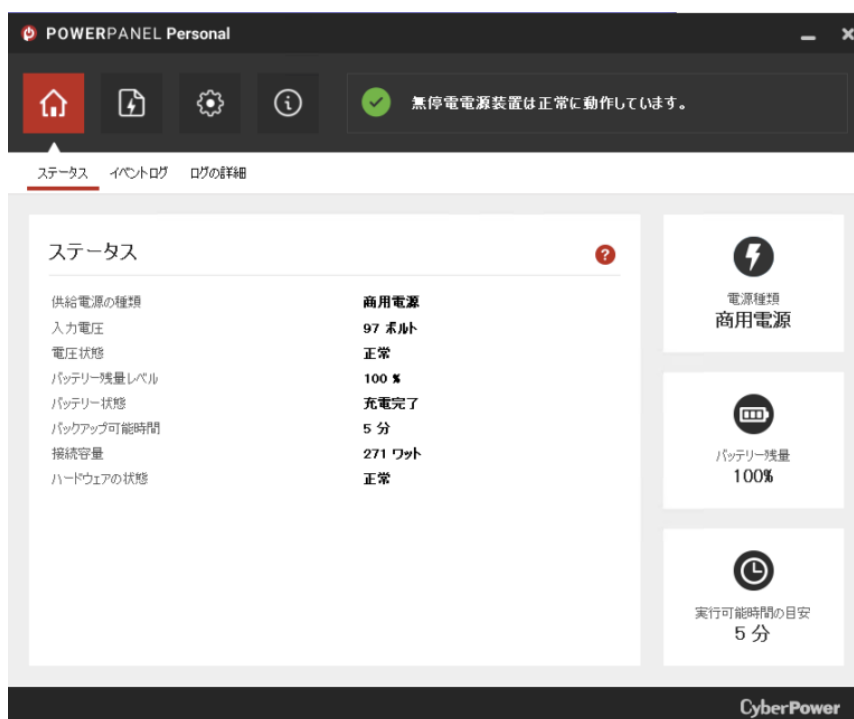 POWERPANEL Personal
無停電電源装置は正常に動作しています。
ステータス イベントログ ログの詳細
ステータス
?
供給電源の種類 商用電源
入力電圧 97 ボルト
電圧状態 正常
バッテリー残量レベル 100 %
バッテリー状態 充電完了
バックアップ可能時間 5 分
接続容量 271 ワット
ハードウェアの状態 正常
電源種類
商用電源
バッテリー残量
100%
実行可能時間の目安
5 分
CyberPower